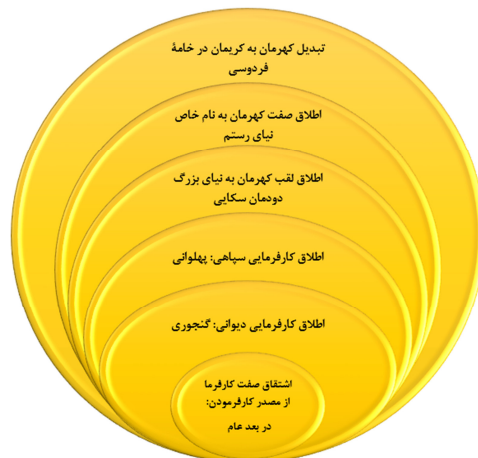 تبدیل کهرمان به کریمان در خامهٔ
فردوسی
اطلاق صفت کهرمان به نام خاص
نیای رستم
اطلاق لقب کهرمان به نیای بزرگ
دودمان سکایی
اطلاق کارفرمایی سپاهی: پهلوانی
اطلاق کارفرمایی دیوانی: گنجوری
اشتقاق صفت کارفرما
از مصدر کارفرمودن:
در بعد عام